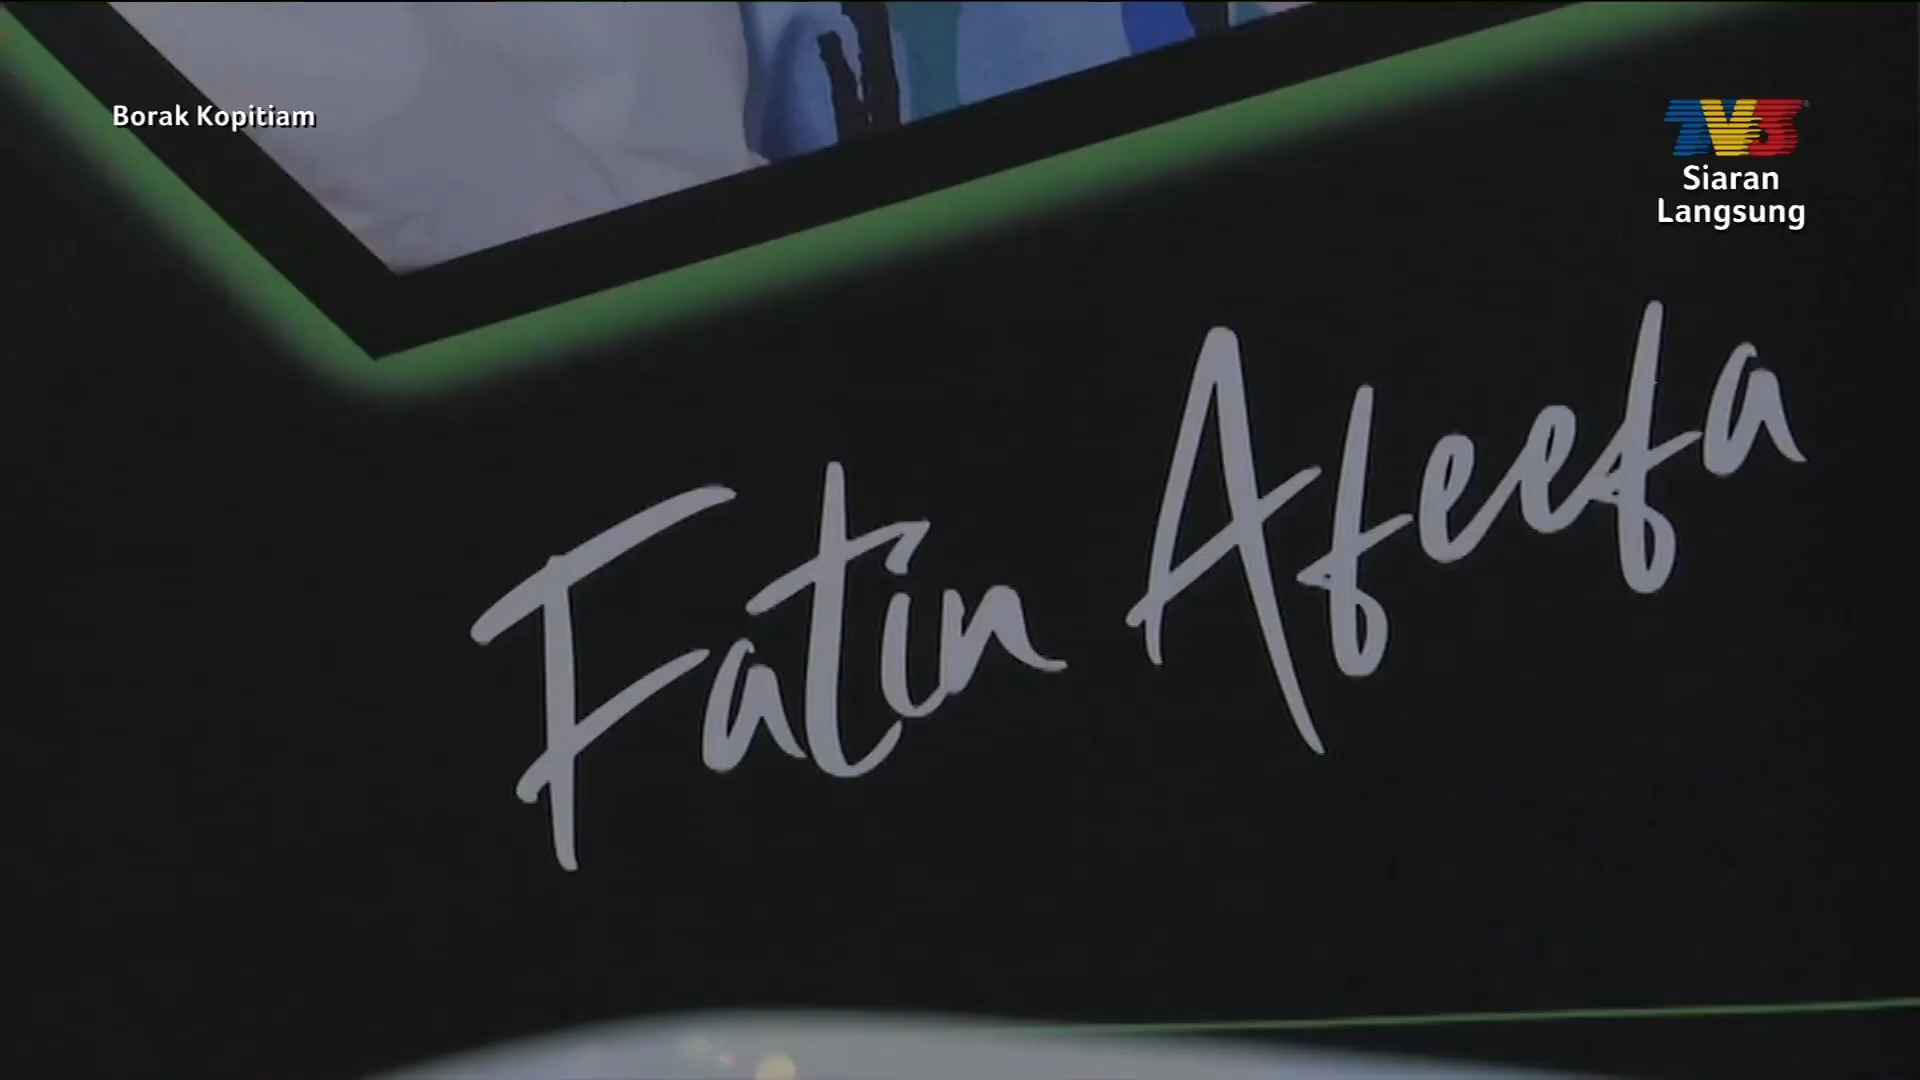 Borak Kopitiam
TV3
Siaran
Langsung
Fatin Afeefa